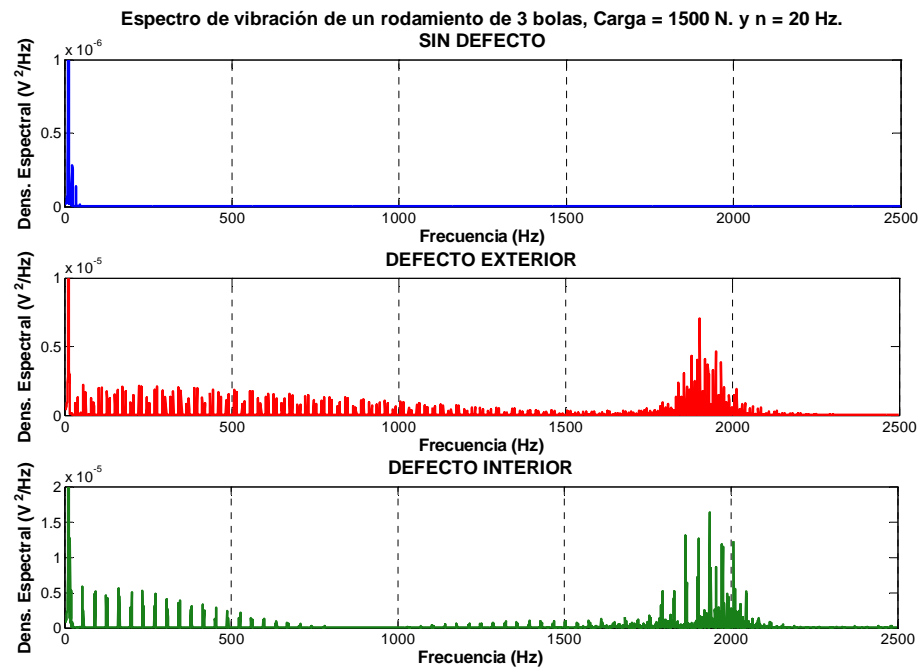 Espectro de vibración de un rodamiento de 3 bolas, Carga = 1500 N. y n = 20 Hz.
SIN DEFECTO
x 10^-6
1
0.5
0
Dens. Espectral (V^2/Hz)
0 500 1000 1500 2000 2500
Frecuencia (Hz)
DEFECTO EXTERIOR
x 10^-5
1
0.5
0
Dens. Espectral (V^2/Hz)
0 500 1000 1500 2000 2500
Frecuencia (Hz)
DEFECTO INTERIOR
x 10^-5
2
1.5
1
0.5
0
Dens. Espectral (V^2/Hz)
0 500 1000 1500 2000 2500
Frecuencia (Hz)